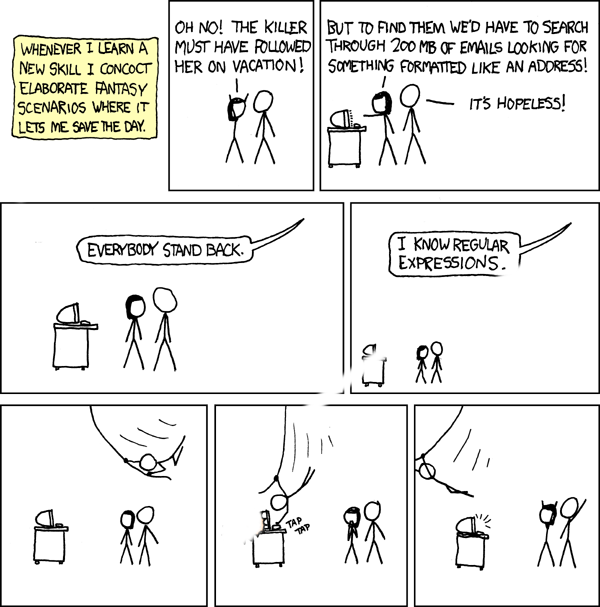 WHENEVER I LEARN A
NEW SKILL I CONCOCT
ELABORATE FANTASY
SCENARIOS WHERE IT
LETS ME SAVE THE DAY.
OH NO! THE KILLER
MUST HAVE FOLLOWED
HER ON VACATION!
BUT TO FIND THEM WE'D HAVE TO SEARCH
THROUGH 200 MB OF EMAILS LOOKING FOR
SOMETHING FORMATTED LIKE AN ADDRESS!
IT'S HOPELESS!
EVERYBODY STAND BACK.
I KNOW REGULAR
EXPRESSIONS.
TAP
TAP